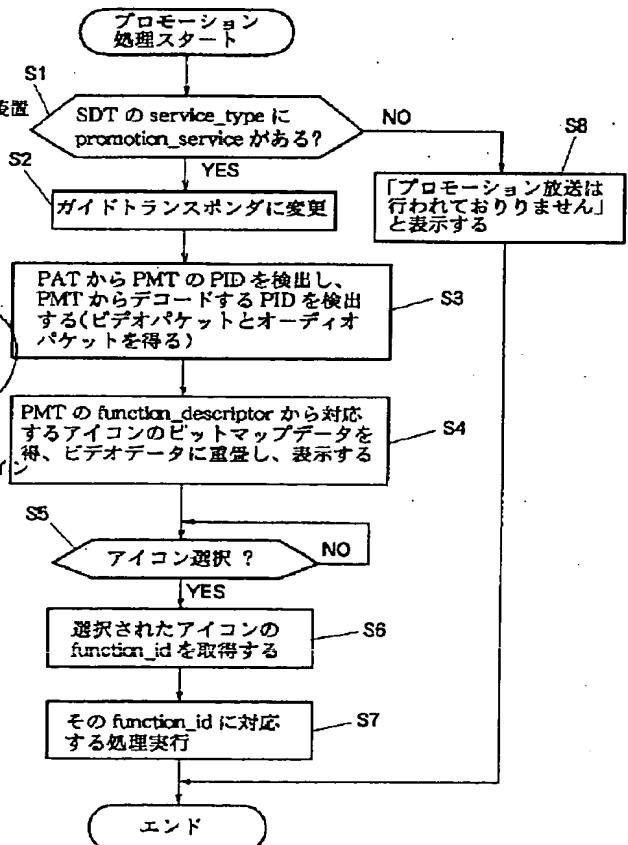 プロモーション
処理スタート
S1
SDT の service_type に
promotion_service がある?
NO
YES
S8
「プロモーション放送は
行われておりりません」
と表示する
S2
ガイドトランスポンダに変更
PAT から PMT の PID を検出し、
PMT からデコードする PID を検出
する(ビデオパケットとオーディオ
パケットを得る)
S3
PMT の function_descriptor から対応
するアイコンのビットマップデータを
得、ビデオデータに重畳し、表示する
S4
S5
アイコン選択 ?
NO
YES
選択されたアイコンの
function_id を取得する
S6
その function_id に対応
する処理実行
S7
エンド